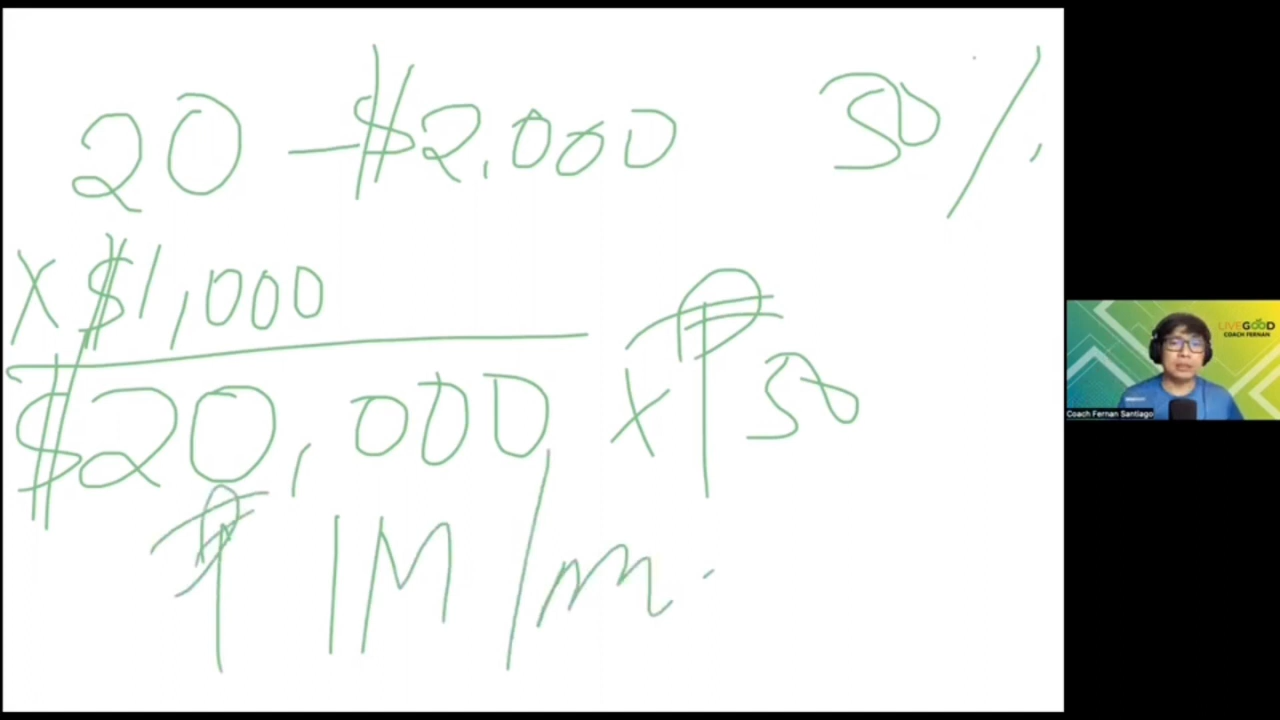 20 — $2,000 50%.
X $1,000
$20,000 x ₱50
₱ 1M/m.
LIVEGOOD
COACH FERNAN
Coach Fernan Santiago